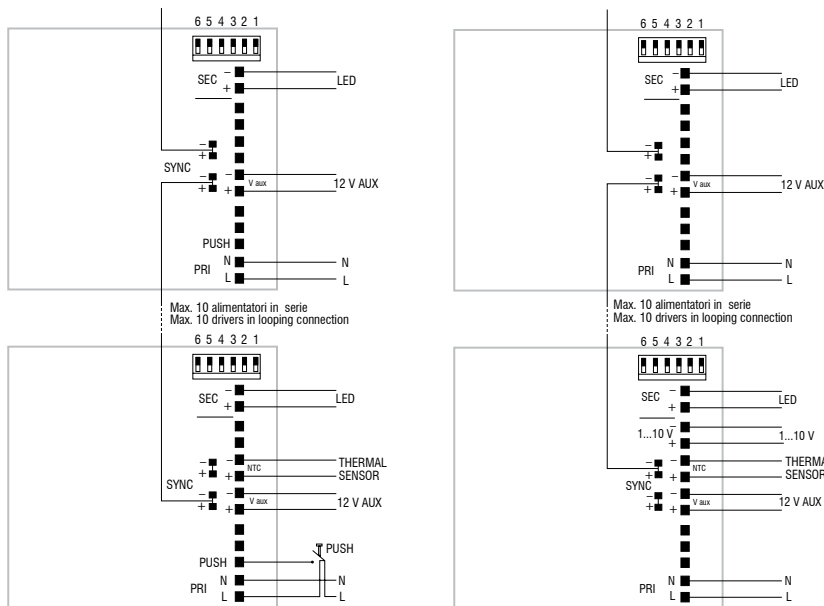 6 5 4 3 2 1
SEC - +
LED
- +
SYNC
- +
- + V aux
12 V AUX
PUSH
PRI N L
N
L
Max. 10 alimentatori in serie
Max. 10 drivers in looping connection
6 5 4 3 2 1
SEC - +
LED
- +
- + NTC
THERMAL
SENSOR
SYNC
- +
- + V aux
12 V AUX
PUSH
PUSH
PRI N L
N
L
6 5 4 3 2 1
SEC - +
LED
- +
- +
- + V aux
12 V AUX
PRI N L
N
L
Max. 10 alimentatori in serie
Max. 10 drivers in looping connection
6 5 4 3 2 1
SEC - +
LED
1...10 V - +
1...10 V
- +
- + NTC
THERMA
SENSOR
SYNC
- +
- + V aux
12 V AUX
PRI N L
N
L